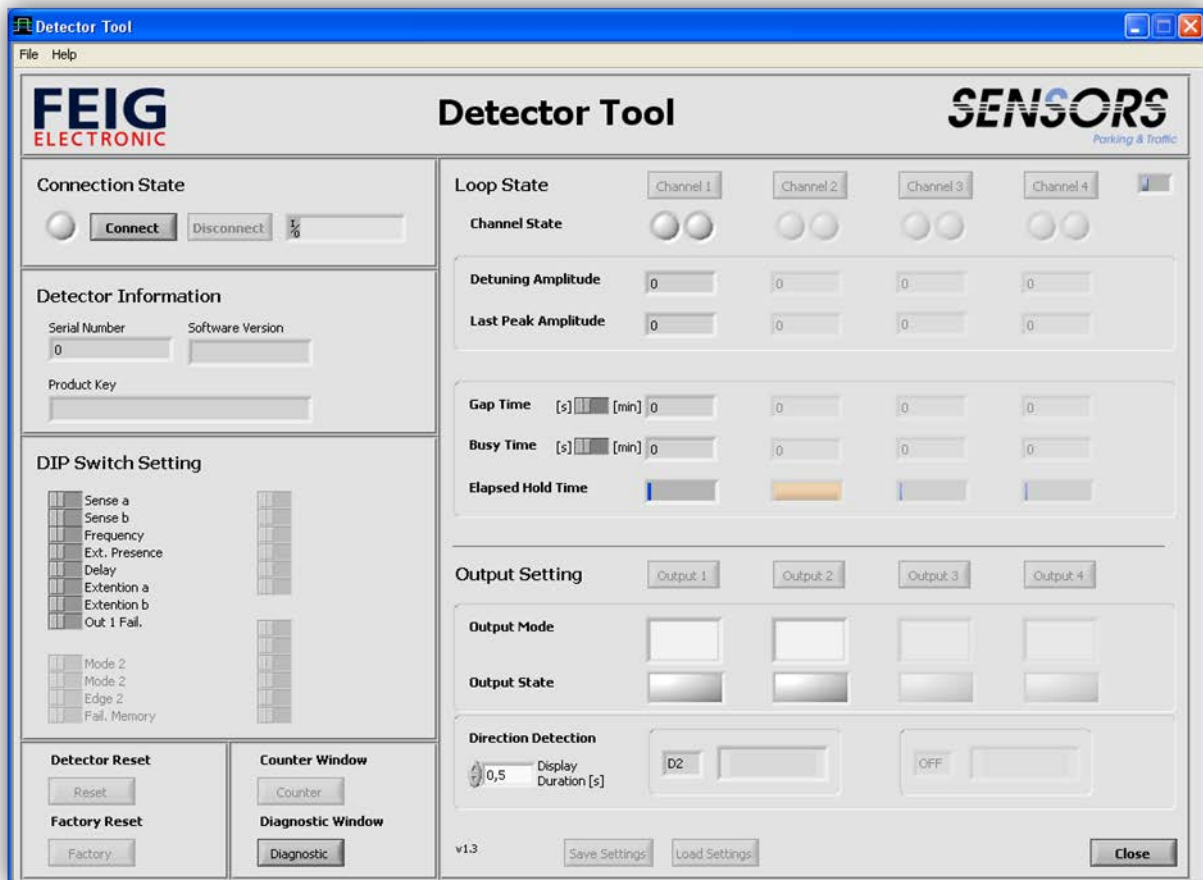 Detector Tool
File Help
FEIG
ELECTRONIC
Detector Tool
SENSORS
Parking & Traffic
Connection State
Connect
Disconnect
I/0
Detector Information
Serial Number
Software Version
0
Product Key
DIP Switch Setting
Sense a
Sense b
Frequency
Ext. Presence
Delay
Extention a
Extention b
Out 1 Fail.
Mode 2
Mode 2
Edge 2
Fail. Memory
Detector Reset
Reset
Factory Reset
Factory
Counter Window
Counter
Diagnostic Window
Diagnostic
Loop State Channel 1 Channel 2 Channel 3 Channel 4
Channel State
Detuning Amplitude 0 0 0 0
Last Peak Amplitude 0 0 0 0
Gap Time [s] [min] 0 0 0 0
Busy Time [s] [min] 0 0 0 0
Elapsed Hold Time
Output Setting Output 1 Output 2 Output 3 Output 4
Output Mode
Output State
Direction Detection
0,5
Display
Duration [s]
D2
OFF
v1.3
Save Settings
Load Settings
Close